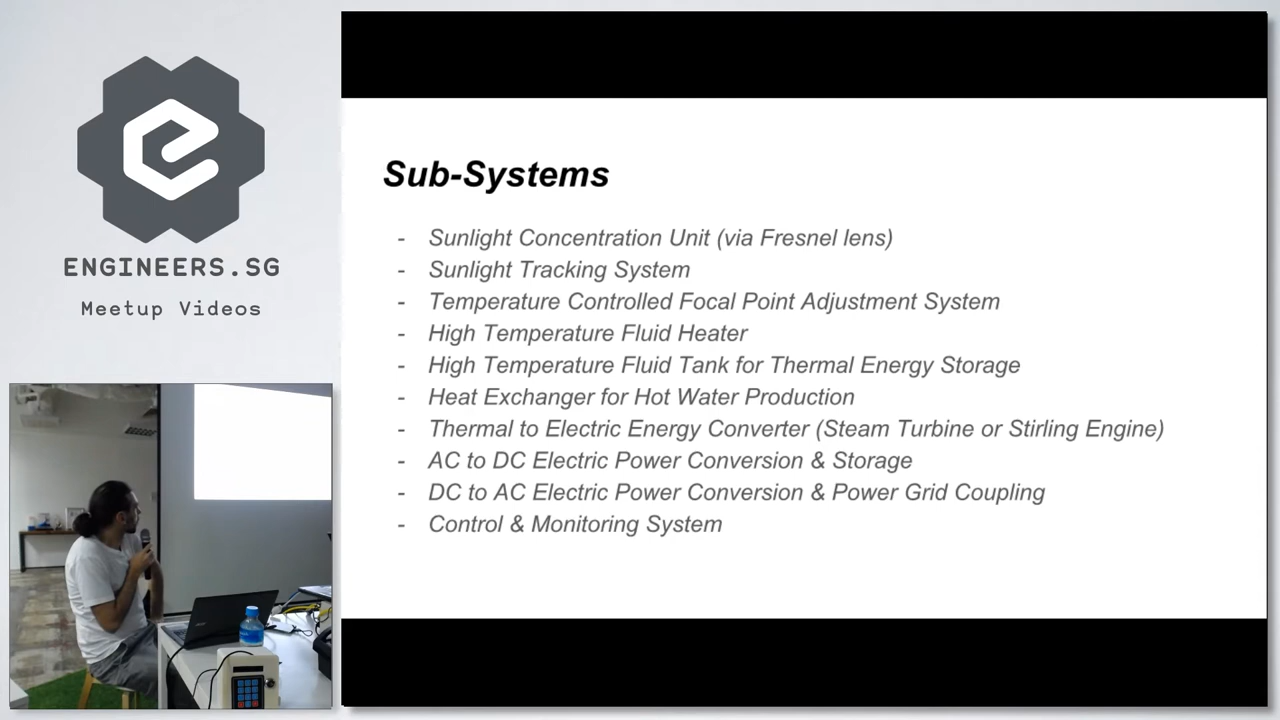 ENGINEERS.SG
Meetup Videos
Sub-Systems
- Sunlight Concentration Unit (via Fresnel lens)
- Sunlight Tracking System
- Temperature Controlled Focal Point Adjustment System
- High Temperature Fluid Heater
- High Temperature Fluid Tank for Thermal Energy Storage
- Heat Exchanger for Hot Water Production
- Thermal to Electric Energy Converter (Steam Turbine or Stirling Engine)
- AC to DC Electric Power Conversion & Storage
- DC to AC Electric Power Conversion & Power Grid Coupling
- Control & Monitoring System